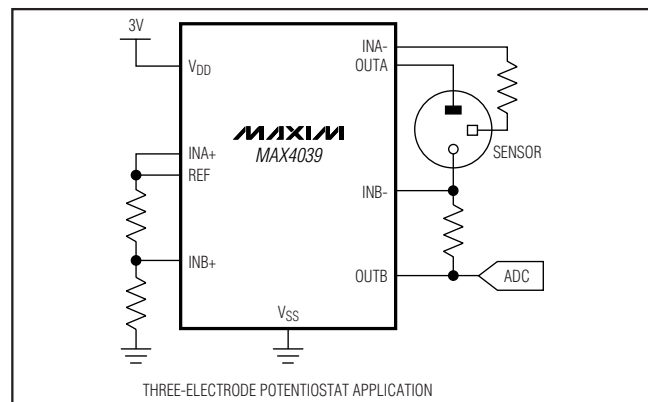 3V
VDD
INA-
OUTA
MAXIM
MAX4039
INA+
REF
SENSOR
INB-
INB+
OUTB
ADC
VSS
THREE-ELECTRODE POTENTIOSTAT APPLICATION